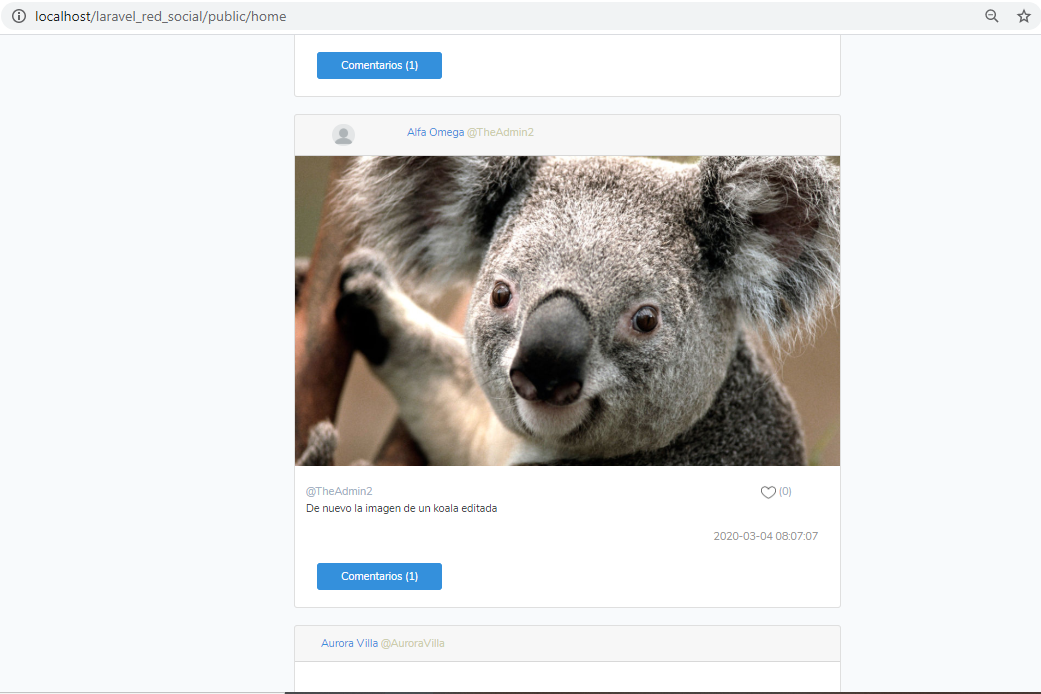 localhost/laravel_red_social/public/home
Comentarios (1)
Alfa Omega @TheAdmin2
@TheAdmin2
(0)
De nuevo la imagen de un koala editada
2020-03-04 08:07:07
Comentarios (1)
Aurora Villa @AuroraVilla